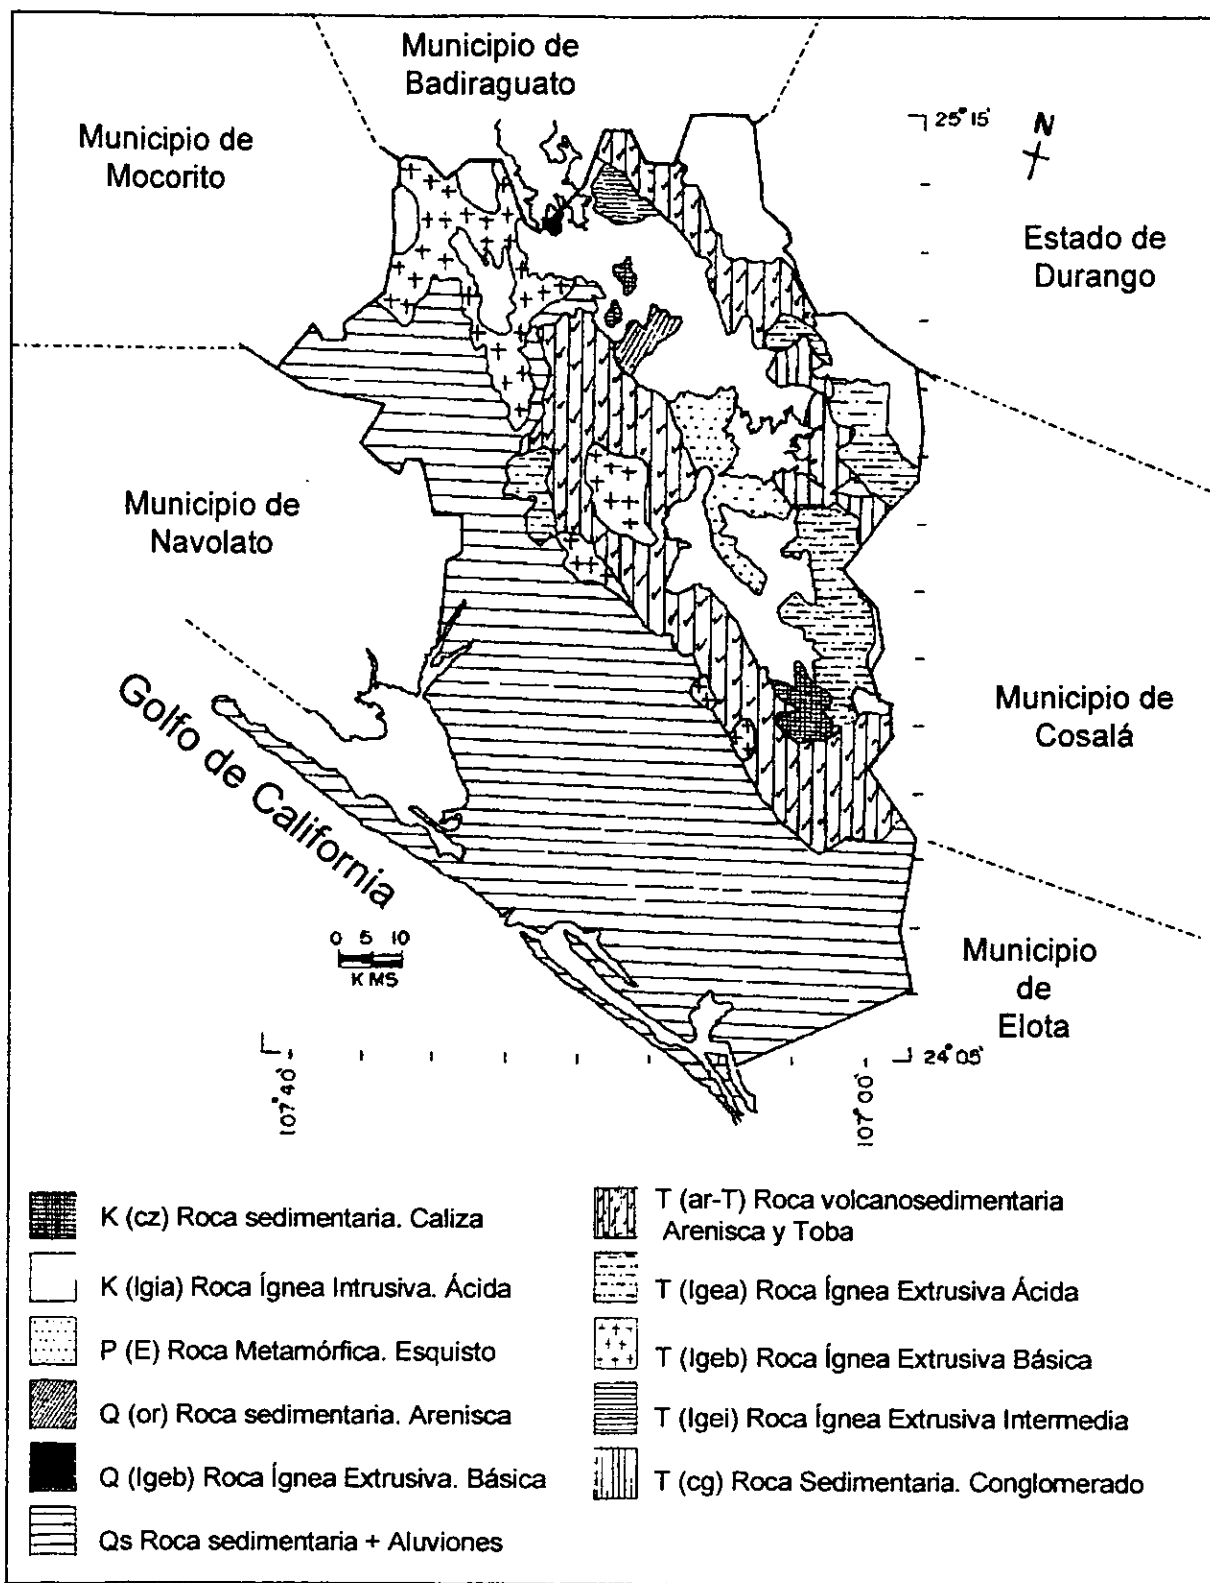 Municipio de
Badiraguato
Municipio de
Mocorito
25° 15'
N
Estado de
Durango
Municipio de
Navolato
Golfo de California
Municipio de
Cosalá
0 5 10
KMS
Municipio
de
Elota
24° 05'
107° 40'
107° 00'
K (cz) Roca sedimentaria. Caliza
K (Igia) Roca Ígnea Intrusiva. Ácida
P (E) Roca Metamórfica. Esquisto
Q (or) Roca sedimentaria. Arenisca
Q (Igeb) Roca Ígnea Extrusiva. Básica
Qs Roca sedimentaria + Aluviones
T (ar-T) Roca volcanosedimentaria
Arenisca y Toba
T (Igea) Roca Ígnea Extrusiva Ácida
T (Igeb) Roca Ígnea Extrusiva Básica
T (Igei) Roca Ígnea Extrusiva Intermedia
T (cg) Roca Sedimentaria. Conglomerado